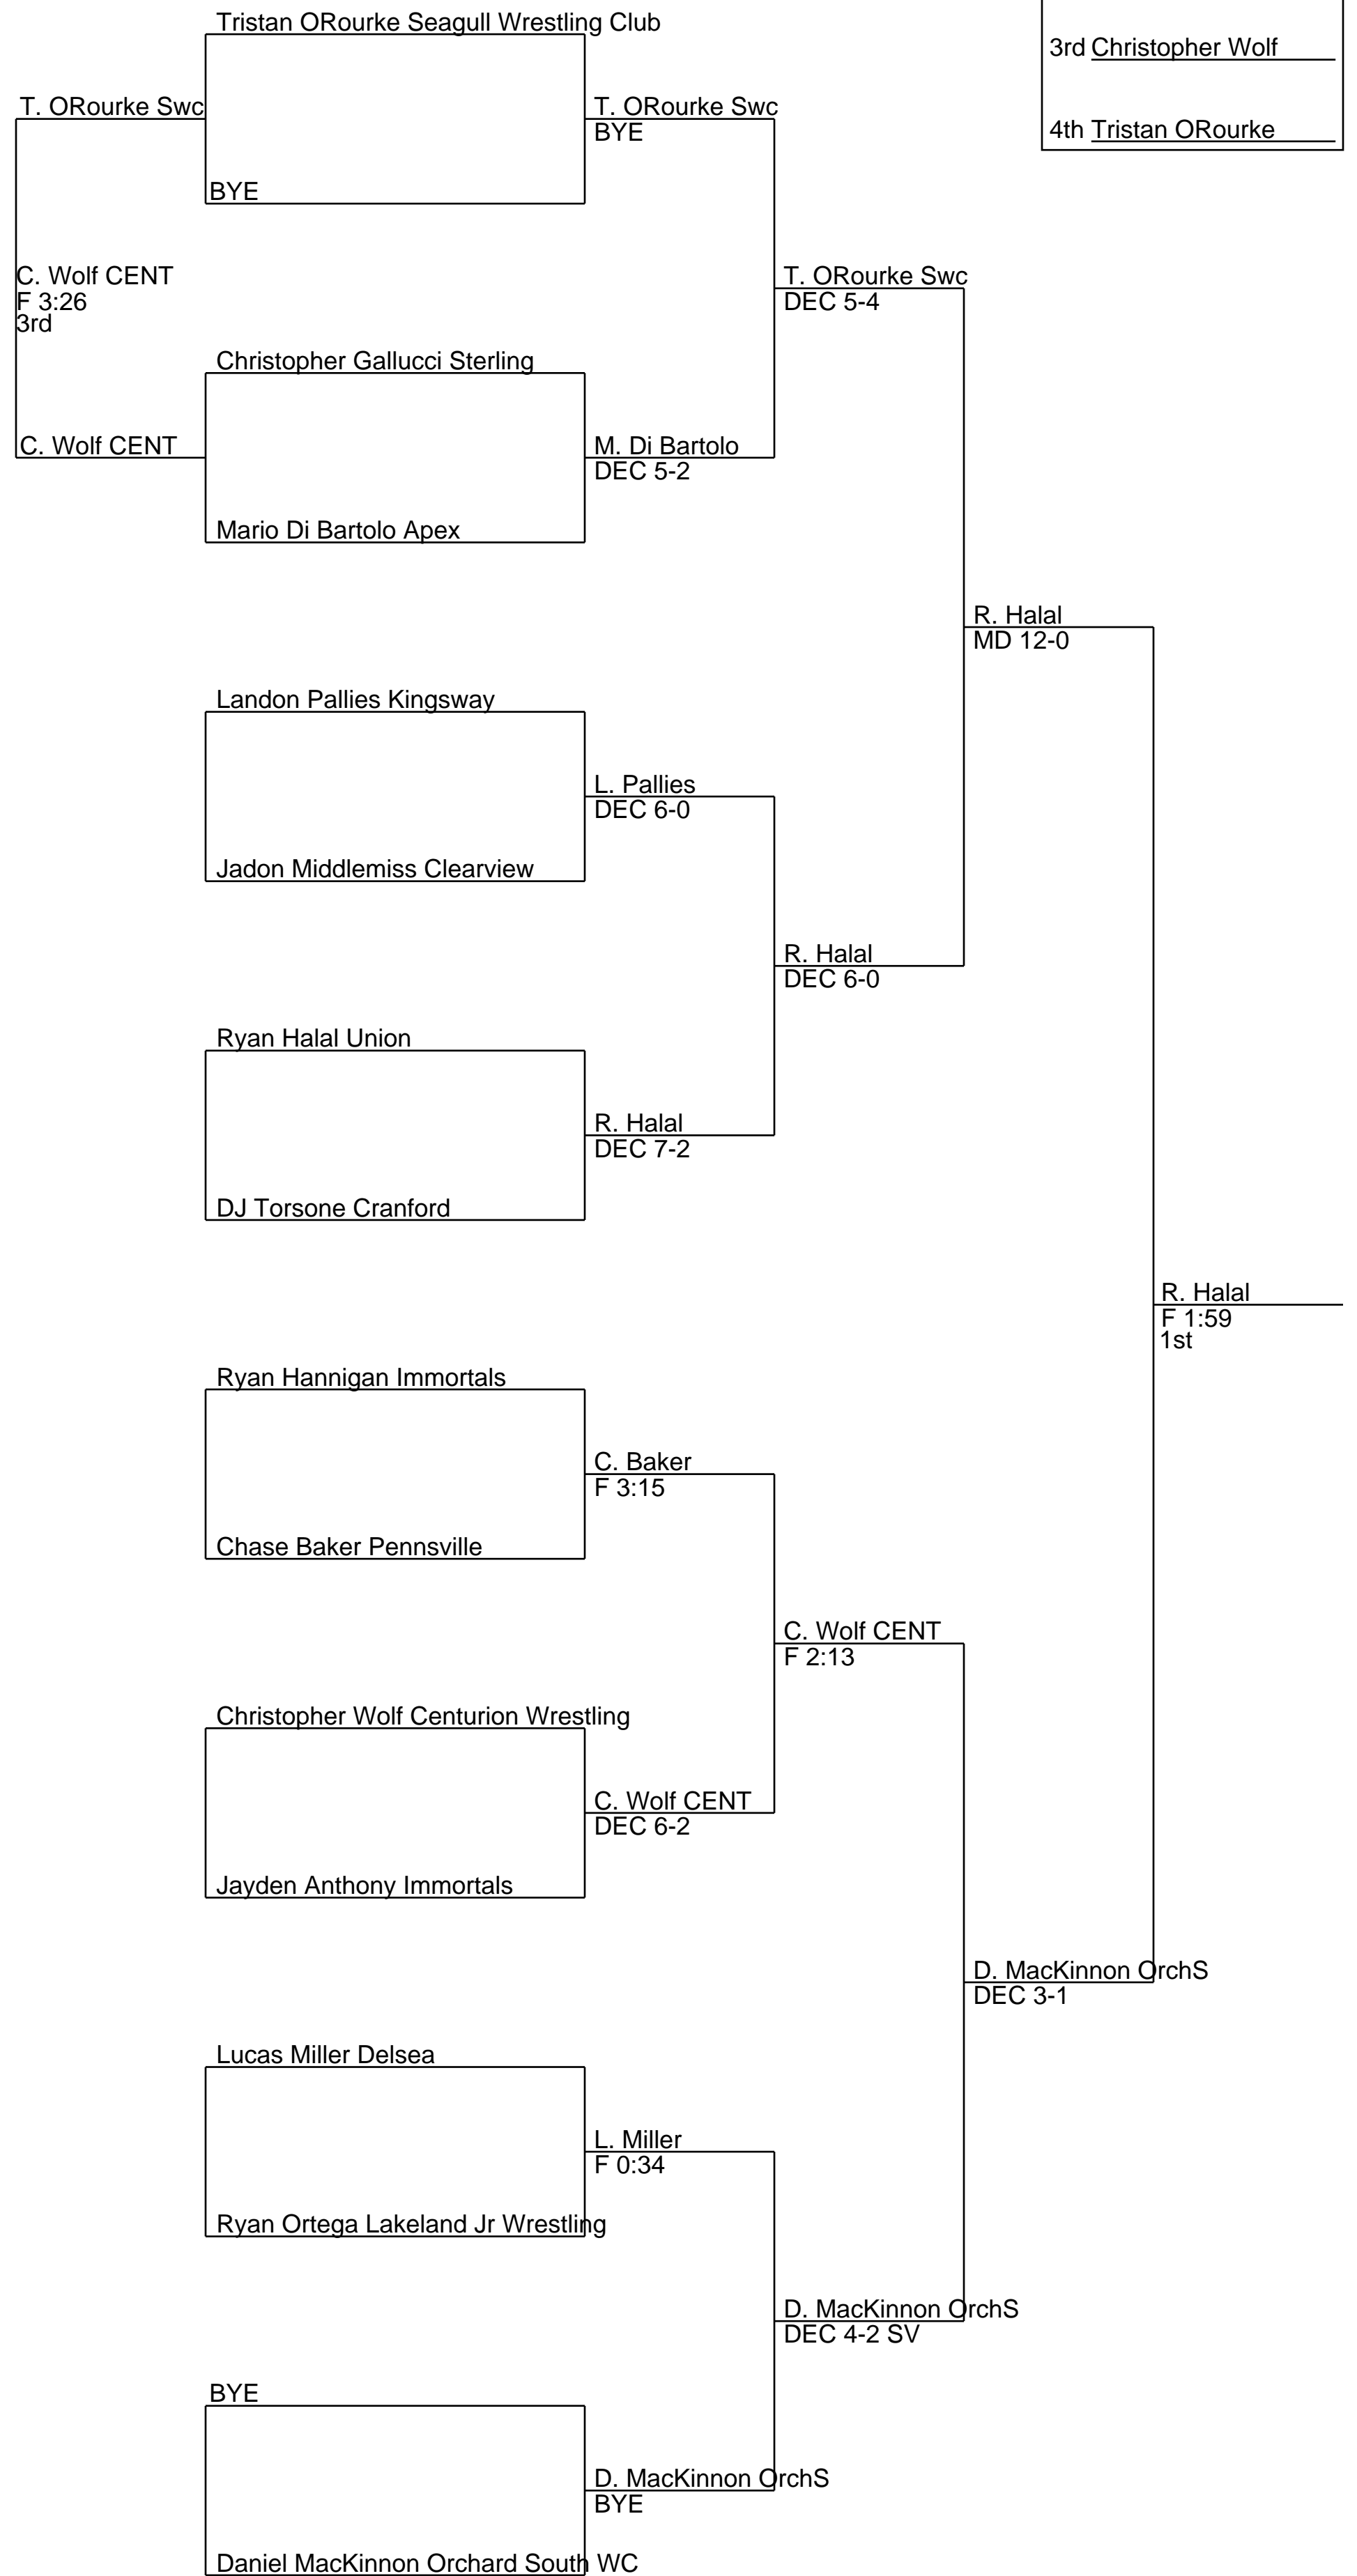 Tristan ORourke Seagull Wrestling Club
3rd Christopher Wolf
T. ORourke Swc
T. ORourke Swc
BYE
4th Tristan ORourke
BYE
C. Wolf CENT
F 3:26
3rd
T. ORourke Swc
DEC 5-4
Christopher Gallucci Sterling
C. Wolf CENT
M. Di Bartolo
DEC 5-2
Mario Di Bartolo Apex
R. Halal
MD 12-0
Landon Pallies Kingsway
L. Pallies
DEC 6-0
Jadon Middlemiss Clearview
R. Halal
DEC 6-0
Ryan Halal Union
R. Halal
DEC 7-2
DJ Torsone Cranford
R. Halal
F 1:59
1st
Ryan Hannigan Immortals
C. Baker
F 3:15
Chase Baker Pennsville
C. Wolf CENT
F 2:13
Christopher Wolf Centurion Wrestling
C. Wolf CENT
DEC 6-2
Jayden Anthony Immortals
D. MacKinnon OrchS
DEC 3-1
Lucas Miller Delsea
L. Miller
F 0:34
Ryan Ortega Lakeland Jr Wrestling
D. MacKinnon OrchS
DEC 4-2 SV
BYE
D. MacKinnon OrchS
BYE
Daniel MacKinnon Orchard South WC